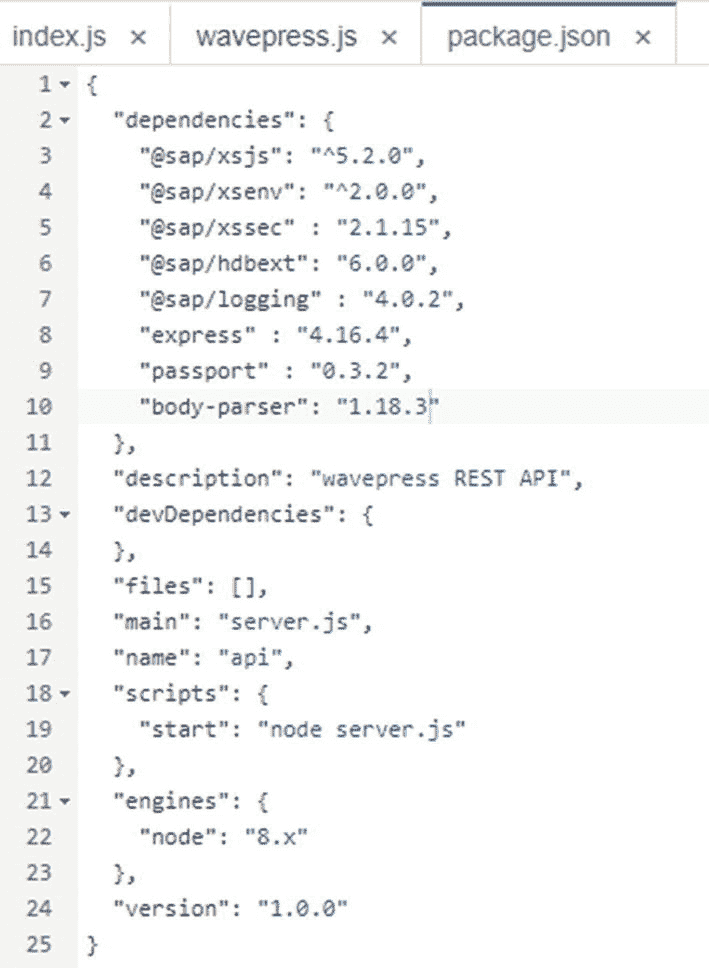 index.js × wavepress.js × package.json ×
1 {
2 "dependencies": {
3 "@sap/xsjs": "^5.2.0",
4 "@sap/xsenv": "^2.0.0",
5 "@sap/xssec" : "2.1.15",
6 "@sap/hdbext": "6.0.0",
7 "@sap/logging" : "4.0.2",
8 "express" : "4.16.4",
9 "passport" : "0.3.2",
10 "body-parser": "1.18.3"
11 },
12 "description": "wavepress REST API",
13 "devDependencies": {
14 },
15 "files": [],
16 "main": "server.js",
17 "name": "api",
18 "scripts": {
19 "start": "node server.js"
20 },
21 "engines": {
22 "node": "8.x"
23 },
24 "version": "1.0.0"
25 }